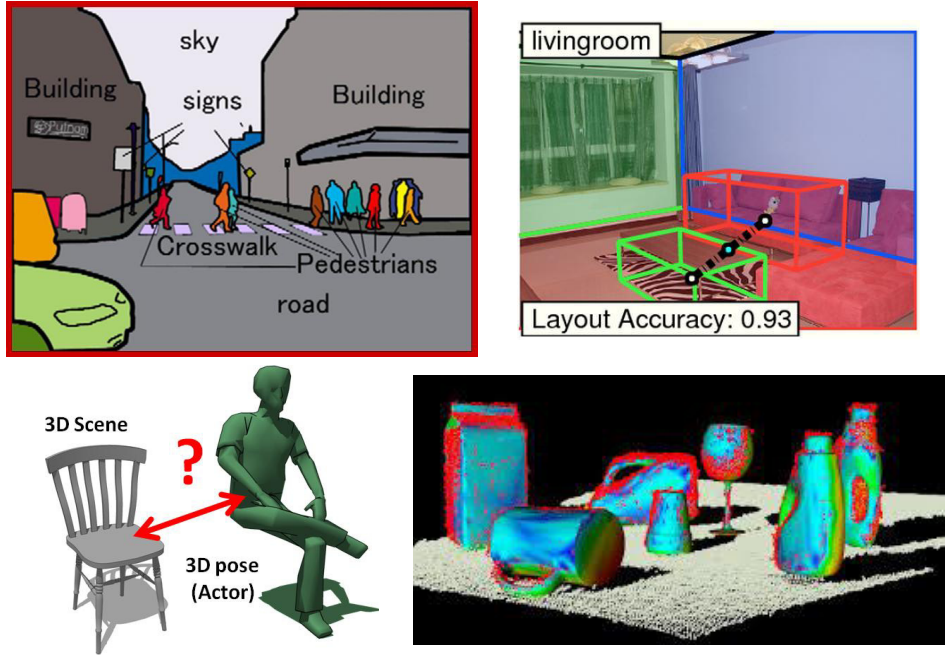 sky
Building
signs
Building
Crosswalk
Pedestrians
road
livingroom
Layout Accuracy: 0.93
3D Scene
?
3D pose
(Actor)